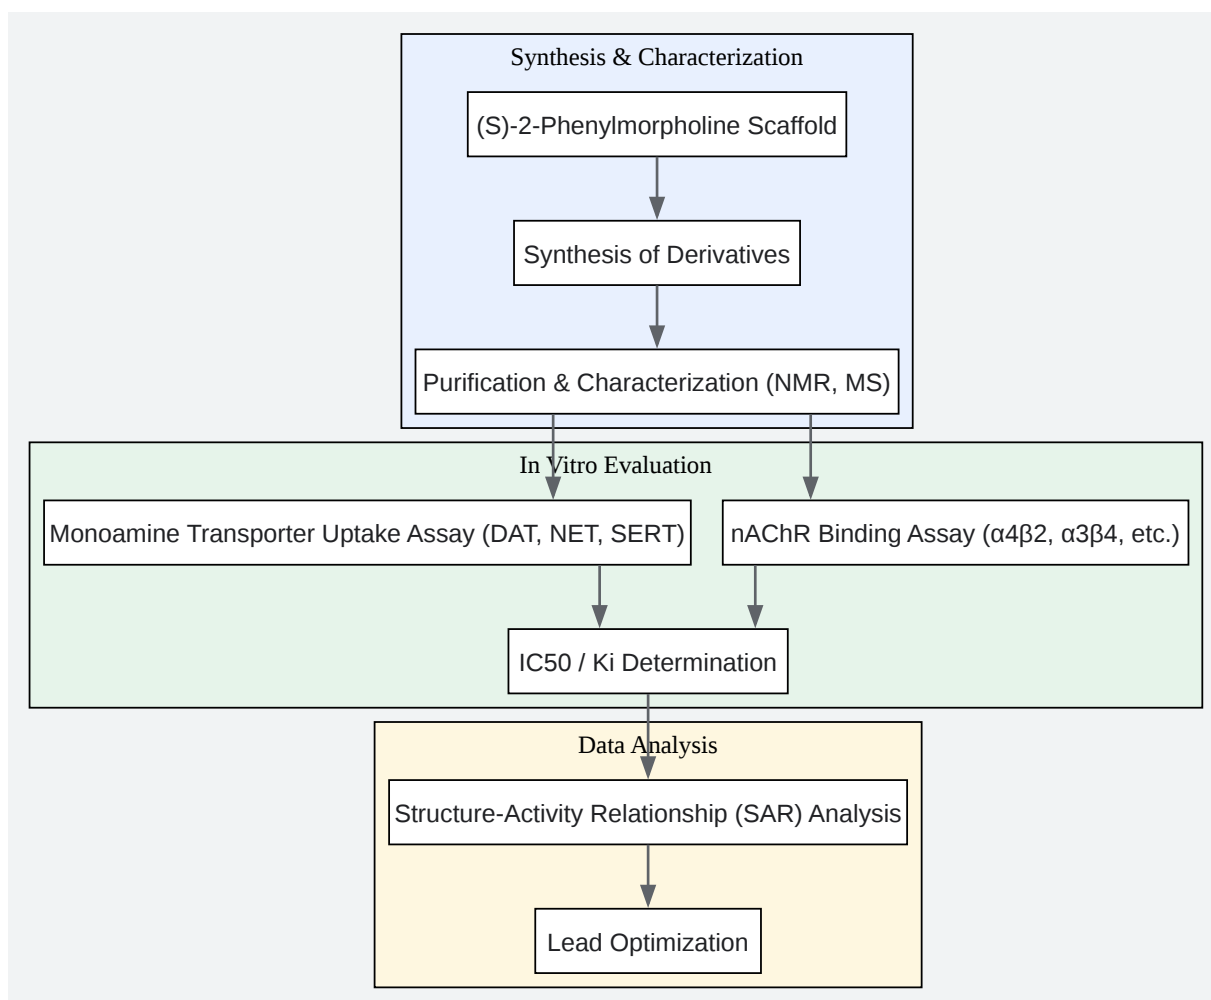 Synthesis & Characterization
(S)-2-Phenylmorpholine Scaffold
Synthesis of Derivatives
Purification & Characterization (NMR, MS)
In Vitro Evaluation
Monoamine Transporter Uptake Assay (DAT, NET, SERT)
nAChR Binding Assay (α4β2, α3β4, etc.)
IC50 / Ki Determination
Data Analysis
Structure-Activity Relationship (SAR) Analysis
Lead Optimization